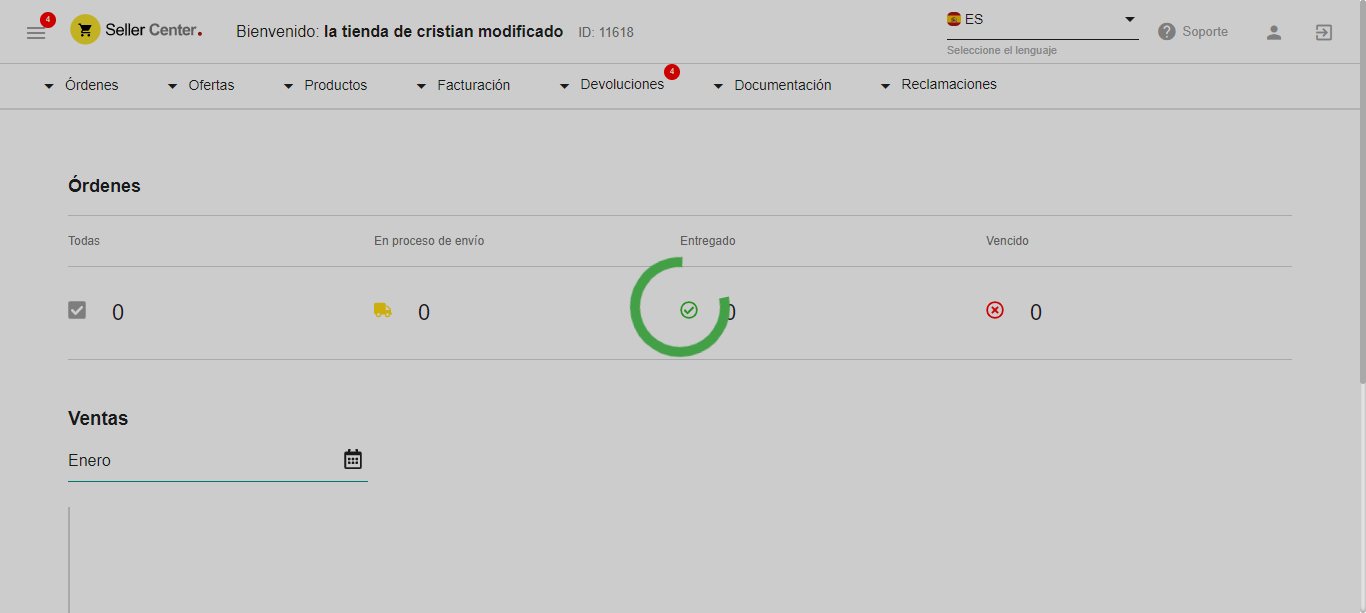 4
Seller Center.
Bienvenido: la tienda de cristian modificado ID: 11618
ES
Seleccione el lenguaje
Soporte
Órdenes Ofertas Productos Facturación Devoluciones 4 Documentación Reclamaciones
Órdenes
Todas En proceso de envío Entregado Vencido
0 0 0 0
Ventas
Enero